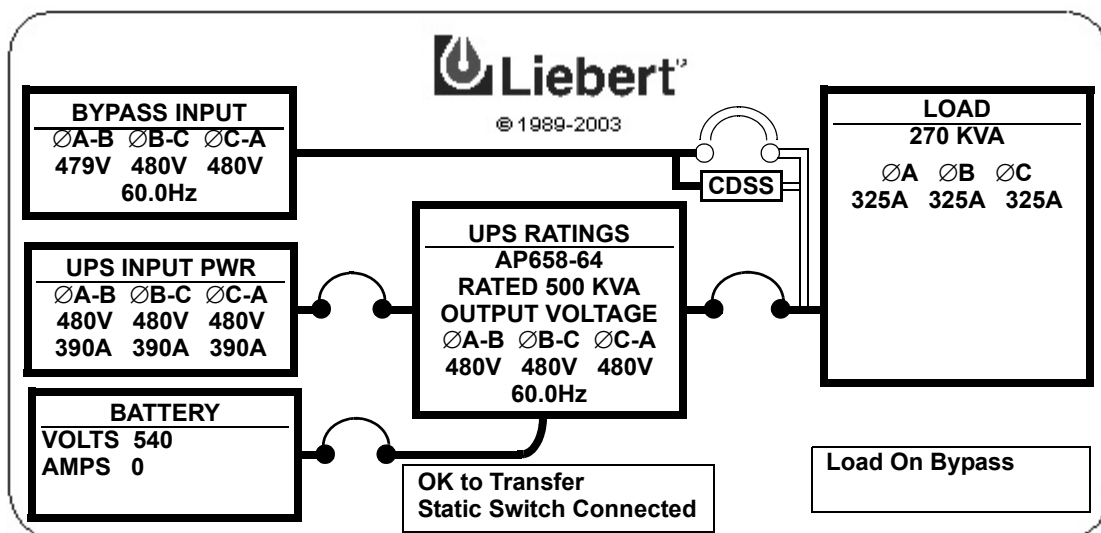 Liebert
© 1989-2003
BYPASS INPUT
∅A-B ∅B-C ∅C-A
479V 480V 480V
60.0Hz
UPS INPUT PWR
∅A-B ∅B-C ∅C-A
480V 480V 480V
390A 390A 390A
BATTERY
VOLTS 540
AMPS 0
CDSS
UPS RATINGS
AP658-64
RATED 500 KVA
OUTPUT VOLTAGE
∅A-B ∅B-C ∅C-A
480V 480V 480V
60.0Hz
OK to Transfer
Static Switch Connected
LOAD
270 KVA
∅A ∅B ∅C
325A 325A 325A
Load On Bypass